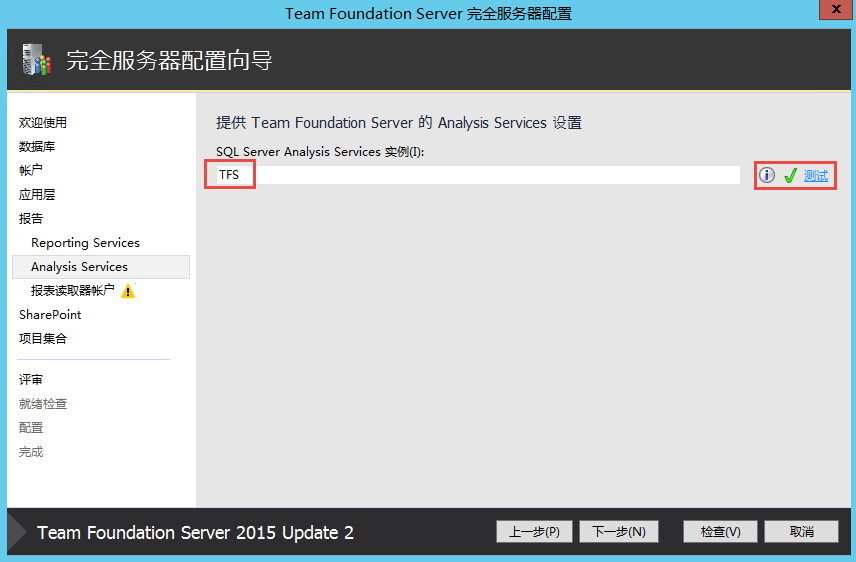 Team Foundation Server 完全服务器配置
x
完全服务器配置向导
欢迎使用
数据库
帐户
应用层
报告
Reporting Services
Analysis Services
报表读取器帐户
SharePoint
项目集合
评审
就绪检查
配置
完成
提供 Team Foundation Server 的 Analysis Services 设置
SQL Server Analysis Services 实例(I):
TFS
测试
Team Foundation Server 2015 Update 2
上一步(P)
下一步(N)
检查(V)
取消